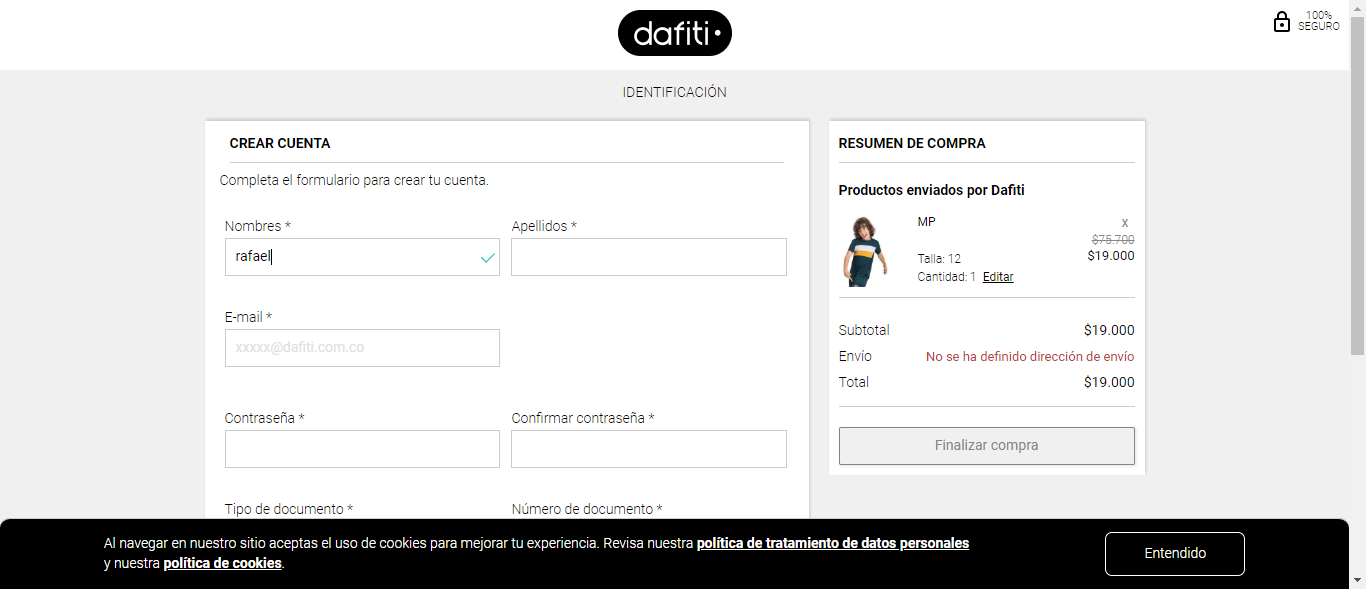 dafiti
100%
SEGURO
IDENTIFICACIÓN
CREAR CUENTA
Completa el formulario para crear tu cuenta.
Nombres * Apellidos *
rafael
E-mail *
xxxxx@dafiti.com.co
Contraseña * Confirmar contraseña *
Tipo de documento * Número de documento *
RESUMEN DE COMPRA
Productos enviados por Dafiti
MP X
$75.700
$19.000
Talla: 12
Cantidad: 1 Editar
Subtotal $19.000
Envío No se ha definido dirección de envío
Total $19.000
Finalizar compra
Al navegar en nuestro sitio aceptas el uso de cookies para mejorar tu experiencia. Revisa nuestra política de tratamiento de datos personales
y nuestra política de cookies.
Entendido